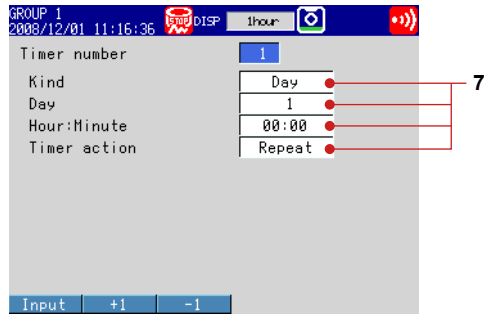 GROUP 1
2008/12/01 11:16:36 STOP DISP 1hour
Timer number 1
Kind Day 7
Day 1
Hour:Minute 00:00
Timer action Repeat
Input +1 -1